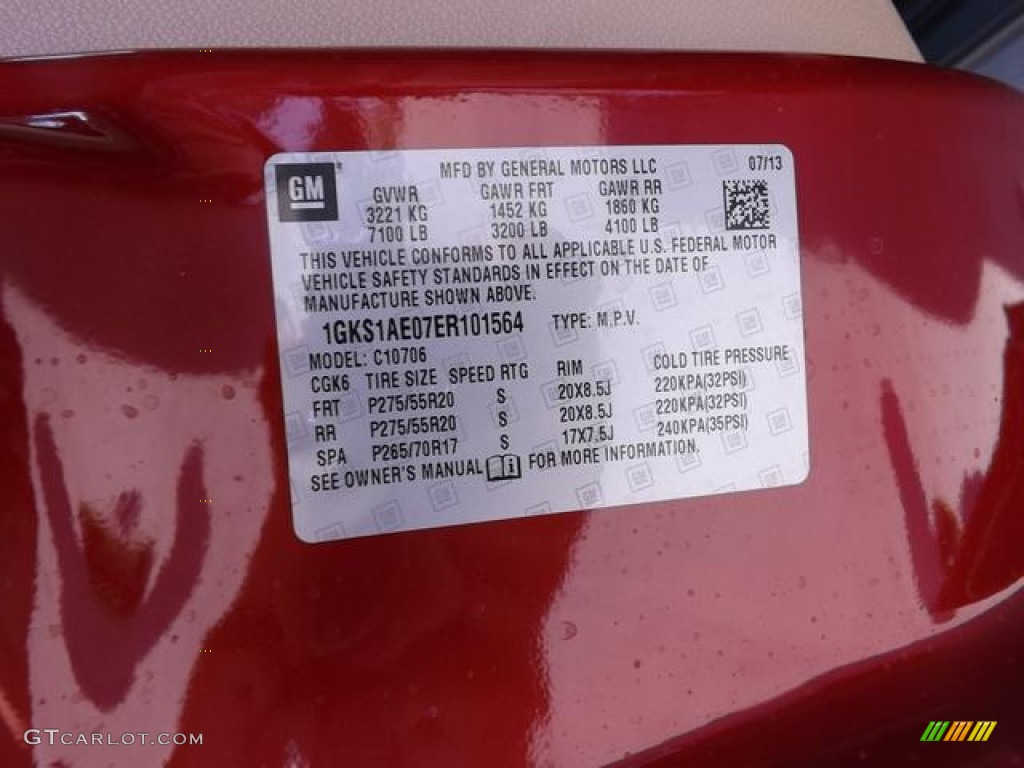 MFD BY GENERAL MOTORS LLC 07/13
GM
GVWR GAWR FRT GAWR RR
3221 KG 1452 KG 1860 KG
7100 LB 3200 LB 4100 LB
THIS VEHICLE CONFORMS TO ALL APPLICABLE U.S. FEDERAL MOTOR
VEHICLE SAFETY STANDARDS IN EFFECT ON THE DATE OF
MANUFACTURE SHOWN ABOVE.
1GKS1AE07ER101564 TYPE: M.P.V.
MODEL: C10706
CGK6 TIRE SIZE SPEED RTG RIM COLD TIRE PRESSURE
FRT P275/55R20 S 20X8.5J 220KPA(32PSI)
RR P275/55R20 S 20X8.5J 220KPA(32PSI)
SPA P265/70R17 S 17X7.5J 240KPA(35PSI)
SEE OWNER'S MANUAL FOR MORE INFORMATION.
GTCARLOT.COM